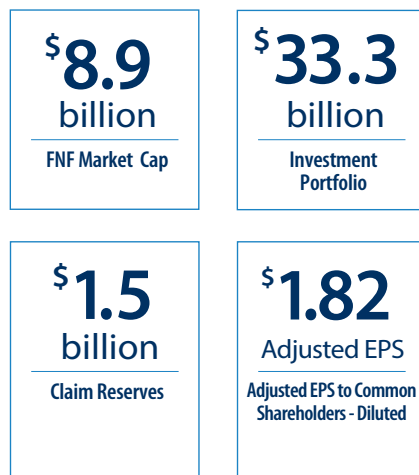 $8.9
billion
FNF Market Cap
$33.3
billion
Investment
Portfolio
$1.5
billion
Claim Reserves
$1.82
Adjusted EPS
Adjusted EPS to Common
Shareholders - Diluted